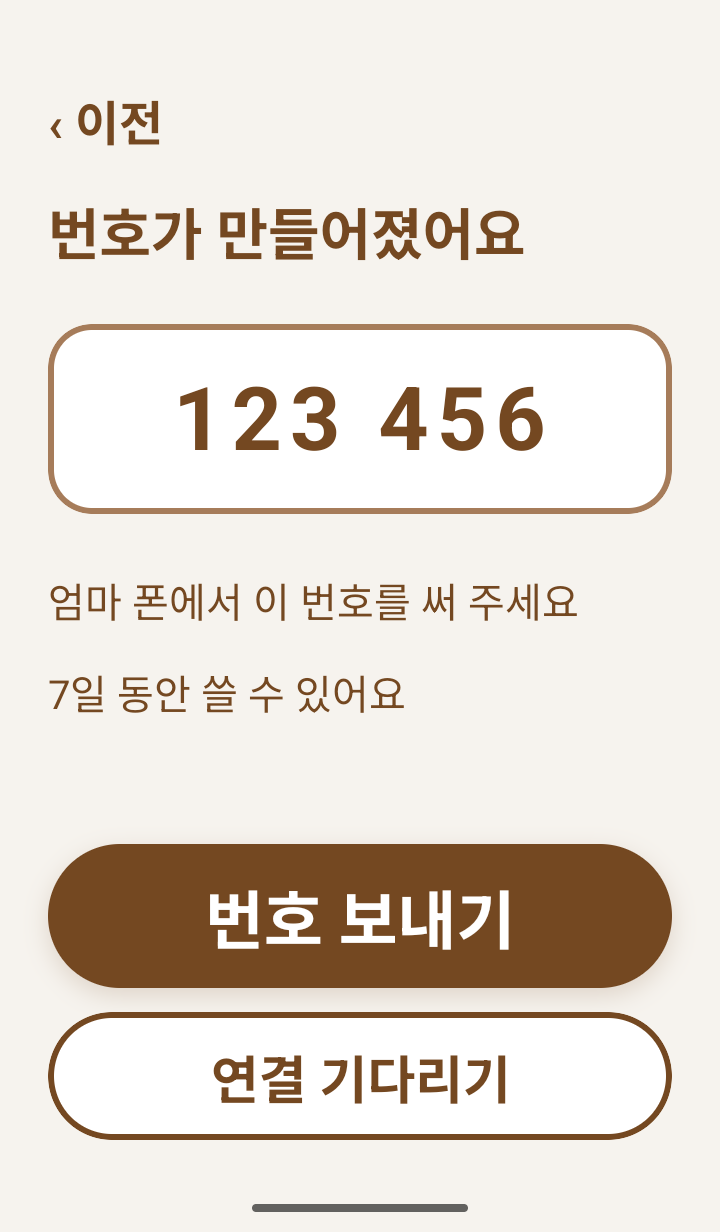 ‹ 이전
번호가 만들어졌어요
123 456
엄마 폰에서 이 번호를 써 주세요
7일 동안 쓸 수 있어요
번호 보내기
연결 기다리기